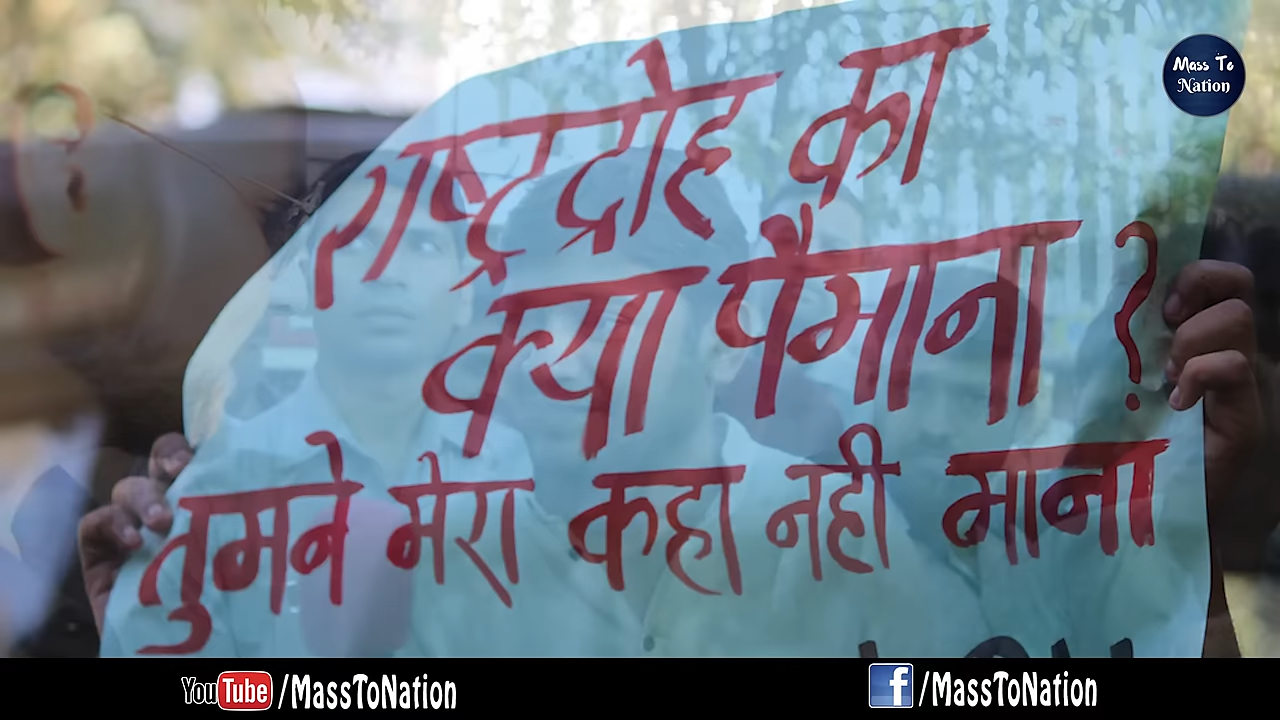 Mass To
Nation
राष्ट्रद्रोह का
क्या पैमाना ?
तुमने मेरा कहा नही माना
YouTube /MassToNation
f /MassToNation